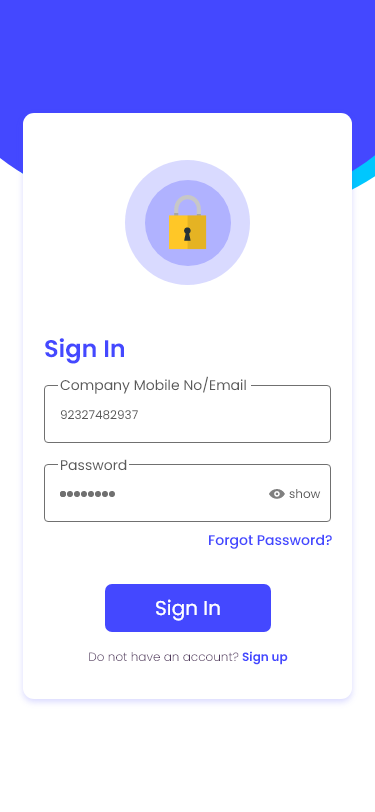 Sign In
Company Mobile No/Email
92327482937
Password
●●●●●●●● show
Forgot Password?
Sign In
Do not have an account? Sign up